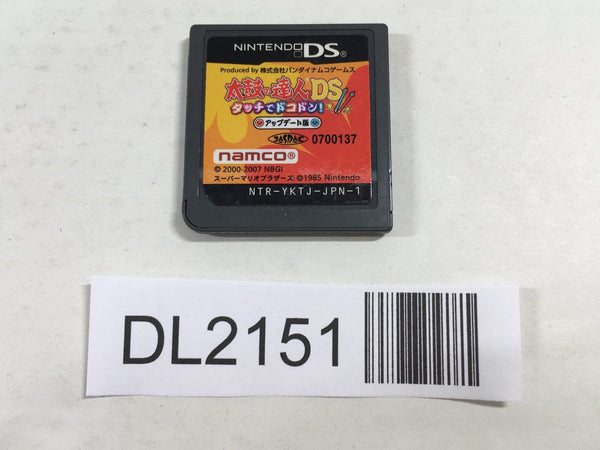 NINTENDO DS®
Produced by 株式会社バンダイナムコゲームス
太鼓の達人DS
タッチでドコドン!
アップデート版
0700137
namco®
© 2000-2007 NBGI
スーパーマリオブラザーズ:©1985 Nintendo
NTR-YKTJ-JPN-1
DL2151